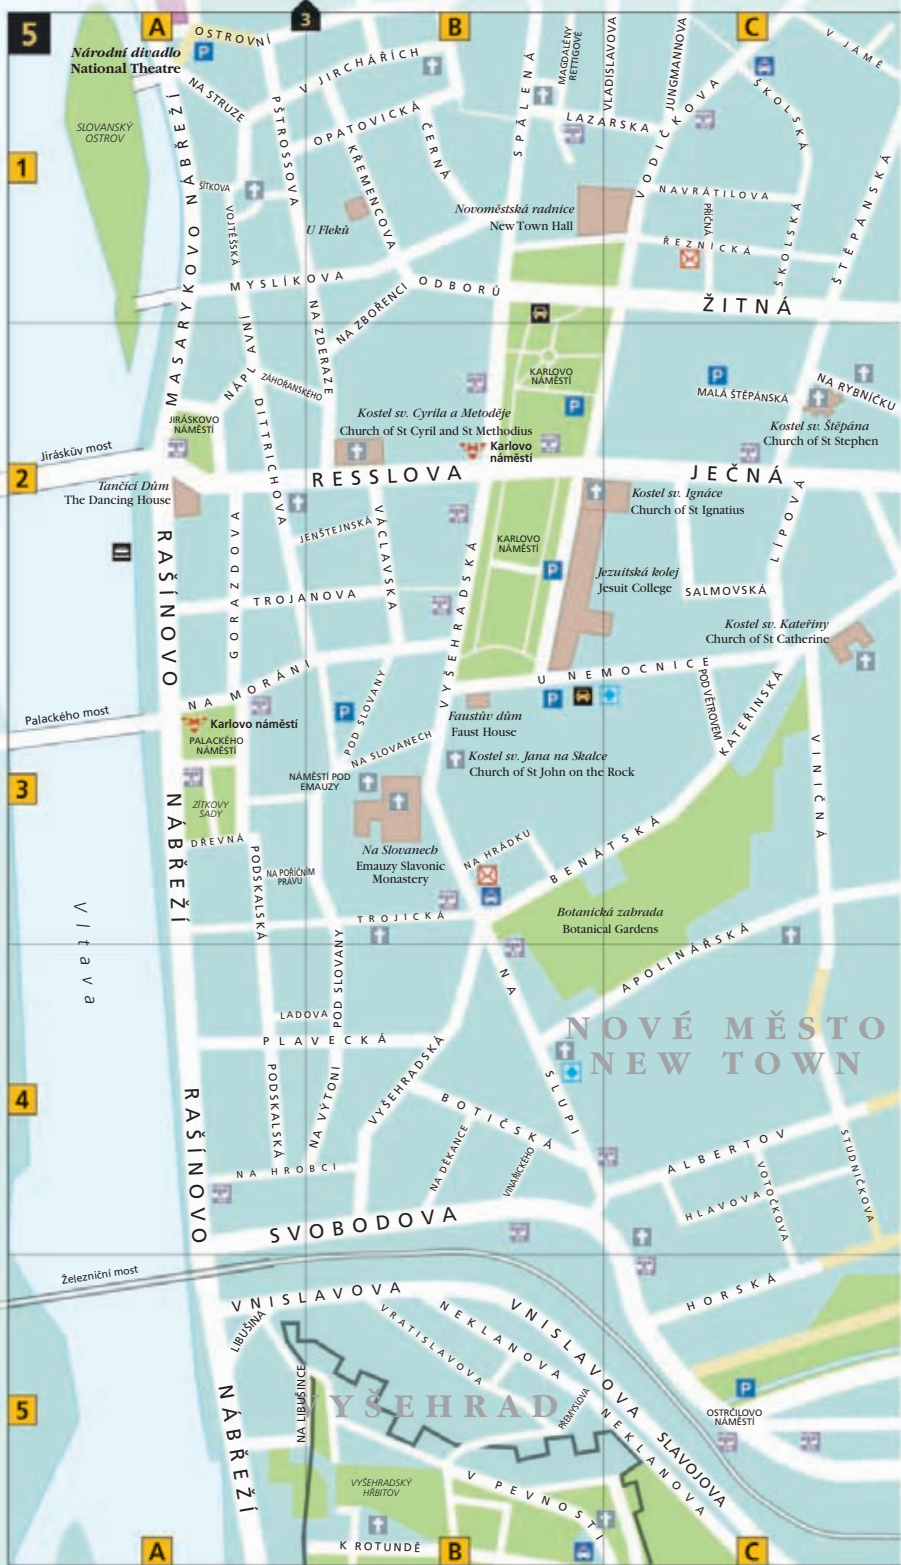 5
A
3
B
C
OSTROVNÍ
V JÁMĚ
Národní divadlo
National Theatre
P
V JIRCHÁŘÍCH
MAGDALÉNY
RETTIGOVÉ
VLADISLAVOVA
JUNGMANNOVA
NA STRUZE
PŠTROSSOVA
SPÁLENÁ
ŠKOLSKÁ
SLOVANSKÝ
OSTROV
OPATOVICKÁ
ČERNÁ
LAZARSKÁ
VODIČKOVA
1
MASARYKOVO NÁBŘEŽÍ
KŘEMENCOVA
ŠÍTKOVA
VOJTĚŠSKÁ
U Fleků
Novoměstská radnice
New Town Hall
NAVRÁTILOVA
PŘÍČNÁ
ŘEZNICKÁ
ŠKOLSKÁ
ŠTĚPÁNSKÁ
MYSLÍKOVA
NA ZBOŘENCI
ODBORŮ
ŽITNÁ
NÁPLAVNÍ
NA ZDERAZE
ZÁHOŘANSKÉHO
KARLOVO
NÁMĚSTÍ
P
P
MALÁ ŠTĚPÁNSKÁ
NA RYBNÍČKU
JIRÁSKOVO
NÁMĚSTÍ
DITTRICHOVA
Kostel sv. Cyrila a Metoděje
Church of St Cyril and St Methodius
Karlovo
náměstí
Kostel sv. Štěpána
Church of St Stephen
Jiráskův most
2
RESSLOVA
JEČNÁ
Tančící Dům
The Dancing House
Kostel sv. Ignáce
Church of St Ignatius
LÍPOVÁ
GORAZDOVA
JENŠTEJNSKÁ
VÁCLAVSKÁ
KARLOVO
NÁMĚSTÍ
P
Jezuitská kolej
Jesuit College
SALMOVSKÁ
RAŠÍNOVO
TROJANOVA
VYŠEHRADSKÁ
Kostel sv. Kateřiny
Church of St Catherine
NA MORÁNI
U NEMOCNICE
POD VĚTROVEM
KATEŘINSKÁ
Palackého most
Karlovo náměstí
PALACKÉHO
NÁMĚSTÍ
P
POD SLOVANY
NA SLOVANECH
Faustův dům
Faust House
P
Kostel sv. Jana na Skalce
Church of St John on the Rock
VINIČNÁ
3
NÁBŘEŽÍ
ZÍTKOVY
SADY
NÁMĚSTÍ POD
EMAUZY
DŘEVNÁ
Na Slovanech
Emauzy Slavonic
Monastery
NA HRÁDKU
BENÁTSKÁ
PODSKALSKÁ
NA POŘÍČNÍM
PRÁVU
TROJICKÁ
Botanická zahrada
Botanical Gardens
Vltava
POD SLOVANY
NA SLUPI
APOLINÁŘSKÁ
LADOVA
PLAVECKÁ
NOVÉ MĚSTO
NEW TOWN
4
RAŠÍNOVO
PODSKALSKÁ
NA VÝTONI
VYŠEHRADSKÁ
BOTIČSKÁ
NA DĚKANCE
VINAŘICKÉHO
ALBERTOV
STUDNIČKOVA
NA HROBCI
HLAVOVA
VOTOČKOVA
SVOBODOVA
Železniční most
HORSKÁ
VNISLAVOVA
LIBUŠINA
VRATISLAVOVA
NEKLANOVA
VNISLAVOVA
5
NÁBŘEŽÍ
NA LIBUŠINCE
VYŠEHRAD
PŘEMYSLOVA
NEKLANOVA
SLAVOJOVA
P
OSTRČILOVO
NÁMĚSTÍ
VYŠEHRADSKÝ
HŘBITOV
V PEVNOSTI
K ROTUNDĚ
A
B
C